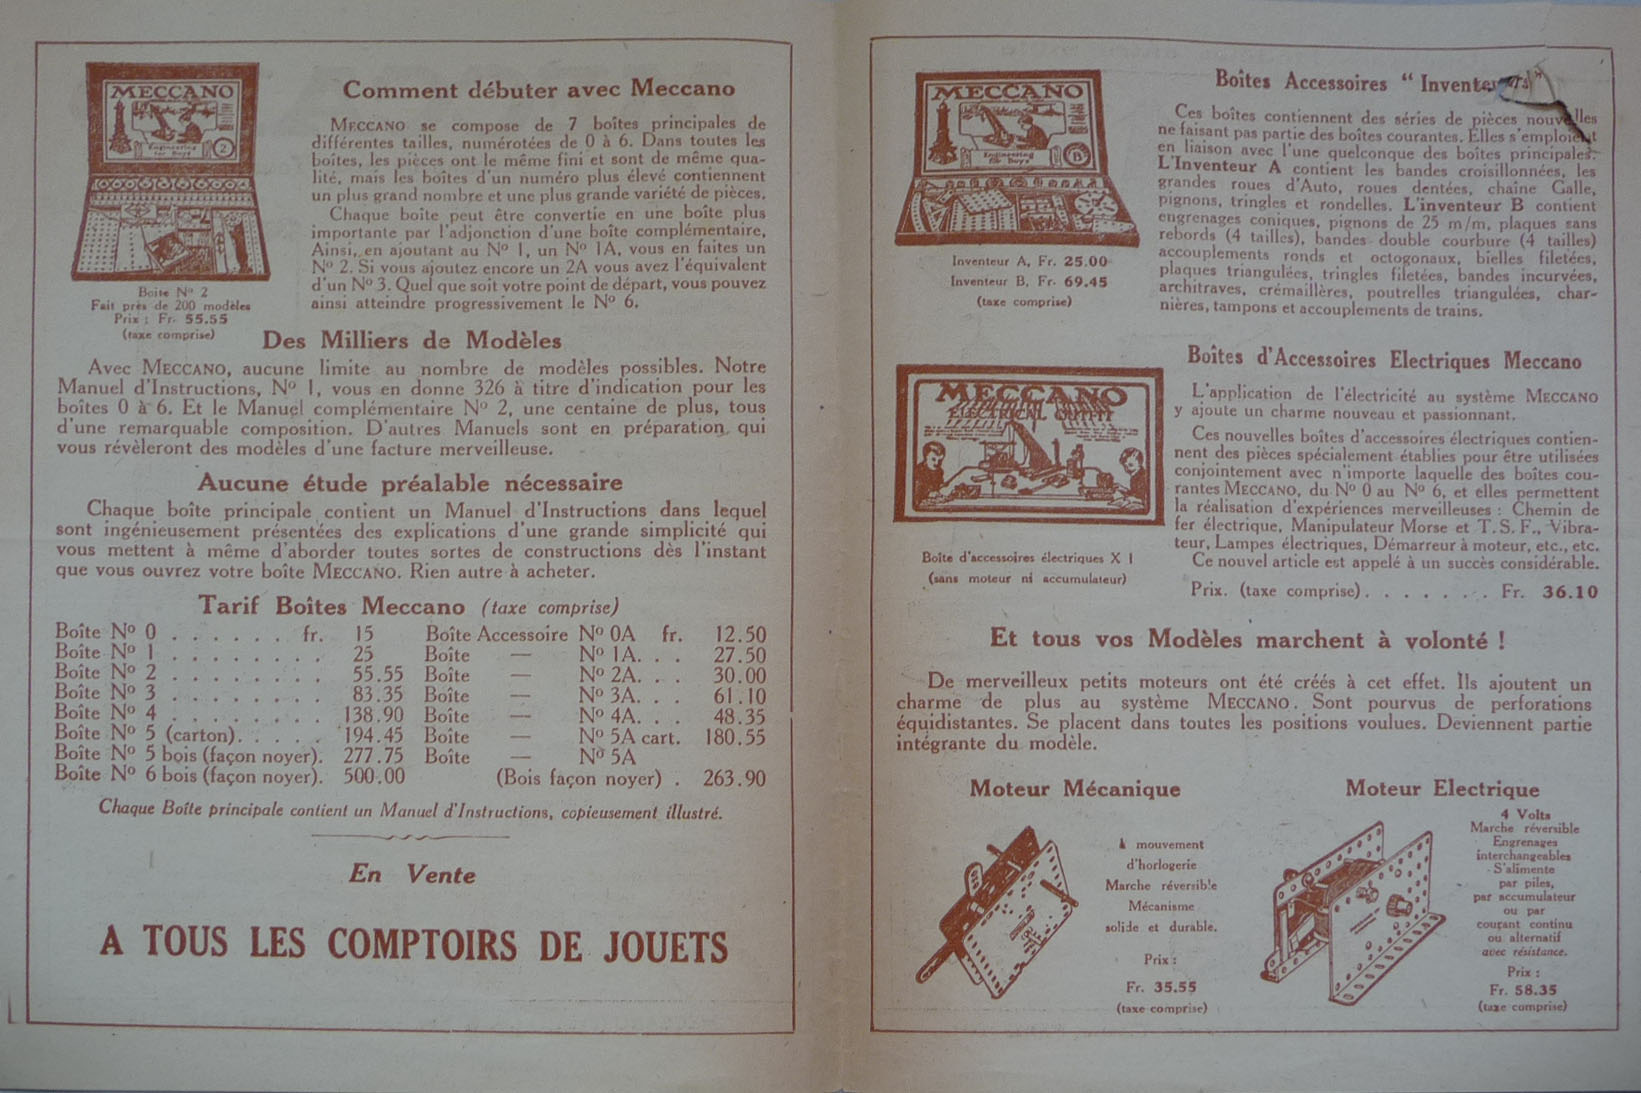 MECCANO
Engineering
for Boys
2
Boîte Nº 2
Fait près de 200 modèles
Prix : Fr. 55.55
(taxe comprise)
Comment débuter avec Meccano
MECCANO se compose de 7 boîtes principales de
différentes tailles, numérotées de 0 à 6. Dans toutes les
boîtes, les pièces ont le même fini et sont de même qua-
lité, mais les boîtes d'un numéro plus élevé contiennent
un plus grand nombre et une plus grande variété de pièces.
Chaque boîte peut être convertie en une boîte plus
importante par l'adjonction d'une boîte complémentaire,
Ainsi, en ajoutant au Nº 1, un Nº 1A, vous en faites un
Nº 2. Si vous ajoutez encore un 2A vous avez l'équivalent
d'un Nº 3. Quel que soit votre point de départ, vous pouvez
ainsi atteindre progressivement le Nº 6.
Des Milliers de Modèles
Avec MECCANO, aucune limite au nombre de modèles possibles. Notre
Manuel d'Instructions, Nº 1, vous en donne 326 à titre d'indication pour les
boîtes 0 à 6. Et le Manuel complémentaire Nº 2, une centaine de plus, tous
d'une remarquable composition. D'autres Manuels sont en préparation qui
vous révèleront des modèles d'une facture merveilleuse.
Aucune étude préalable nécessaire
Chaque boîte principale contient un Manuel d'Instructions dans lequel
sont ingénieusement présentées des explications d'une grande simplicité qui
vous mettent à même d'aborder toutes sortes de constructions dès l'instant
que vous ouvrez votre boîte MECCANO. Rien autre à acheter.
Tarif Boîtes Meccano (taxe comprise)
Boîte Nº 0 . . . . . . fr. 15 Boîte Accessoire Nº 0A fr. 12.50
Boîte Nº 1 . . . . . . . . 25 Boîte — Nº 1A. . . 27.50
Boîte Nº 2 . . . . . . . . 55.55 Boîte — Nº 2A. . . 30.00
Boîte Nº 3 . . . . . . . . 83.35 Boîte — Nº 3A. . . 61.10
Boîte Nº 4 . . . . . . . . 138.90 Boîte — Nº 4A. . . 48.35
Boîte Nº 5 (carton). . . . . 194.45 Boîte — Nº 5A cart. 180.55
Boîte Nº 5 bois (façon noyer). 277.75 Boîte — Nº 5A
Boîte Nº 6 bois (façon noyer). 500.00 (Bois façon noyer) . 263.90
Chaque Boîte principale contient un Manuel d'Instructions, copieusement illustré.
En Vente
A TOUS LES COMPTOIRS DE JOUETS
MECCANO
Engineering
for Boys
B
Inventeur A, Fr. 25.00
Inventeur B, Fr. 69.45
(taxe comprise)
Boîtes Accessoires “ Inventeurs ”
Ces boîtes contiennent des séries de pièces nouvelles
ne faisant pas partie des boîtes courantes. Elles s'emploient
en liaison avec l'une quelconque des boîtes principales.
L'Inventeur A contient les bandes croisillonnées, les
grandes roues d'Auto, roues dentées, chaîne Galle,
pignons, tringles et rondelles. L'inventeur B contient
engrenages coniques, pignons de 25 m/m, plaques sans
rebords (4 tailles), bandes double courbure (4 tailles)
accouplements ronds et octogonaux, bielles filetées,
plaques triangulées, tringles filetées, bandes incurvées,
architraves, crémaillères, poutrelles triangulées, char-
nières, tampons et accouplements de trains.
MECCANO
ELECTRICAL OUTFIT
Boîte d'accessoires électriques X 1
(sans moteur ni accumulateur)
Boîtes d'Accessoires Electriques Meccano
L'application de l'électricité au système MECCANO
y ajoute un charme nouveau et passionnant.
Ces nouvelles boîtes d'accessoires électriques contien-
nent des pièces spécialement établies pour être utilisées
conjointement avec n'importe laquelle des boîtes cou-
rantes MECCANO, du Nº 0 au Nº 6, et elles permettent
la réalisation d'expériences merveilleuses : Chemin de
fer électrique, Manipulateur Morse et T. S. F., Vibra-
teur, Lampes électriques, Démarreur à moteur, etc., etc.
Ce nouvel article est appelé à un succès considérable.
Prix. (taxe comprise) . . . . . . . Fr. 36.10
Et tous vos Modèles marchent à volonté !
De merveilleux petits moteurs ont été créés à cet effet. Ils ajoutent un
charme de plus au système MECCANO. Sont pourvus de perforations
équidistantes. Se placent dans toutes les positions voulues. Deviennent partie
intégrante du modèle.
Moteur Mécanique
A mouvement
d'horlogerie
Marche réversible
Mécanisme
solide et durable.
Prix :
Fr. 35.55
(taxe comprise)
Moteur Electrique
4 Volts
Marche réversible
Engrenages
interchangeables
S'alimente
par piles,
par accumulateur
ou par
courant continu
ou alternatif
avec résistance.
Prix :
Fr. 58.35
(taxe comprise)